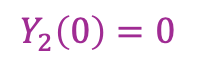 Y₂(0) = 0